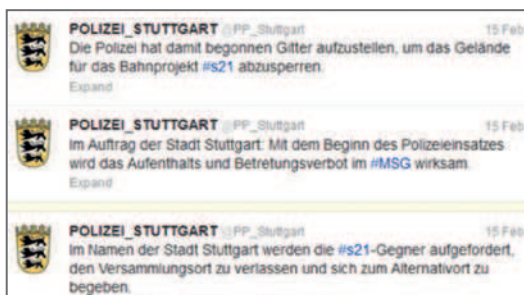 POLIZEI_STUTTGART @PP_Stuttgart 15 Feb
Die Polizei hat damit begonnen Gitter aufzustellen, um das Gelände
für das Bahnprojekt #s21 abzusperren.
Expand
POLIZEI_STUTTGART @PP_Stuttgart 15 Feb
Im Auftrag der Stadt Stuttgart: Mit dem Beginn des Polizeieinsatzes
wird das Aufenthalts und Betretungsverbot im #MSG wirksam.
Expand
POLIZEI_STUTTGART @PP_Stuttgart 15 Feb
Im Namen der Stadt Stuttgart werden die #s21-Gegner aufgefordert,
den Versammlungsort zu verlassen und sich zum Alternativort zu
begeben.